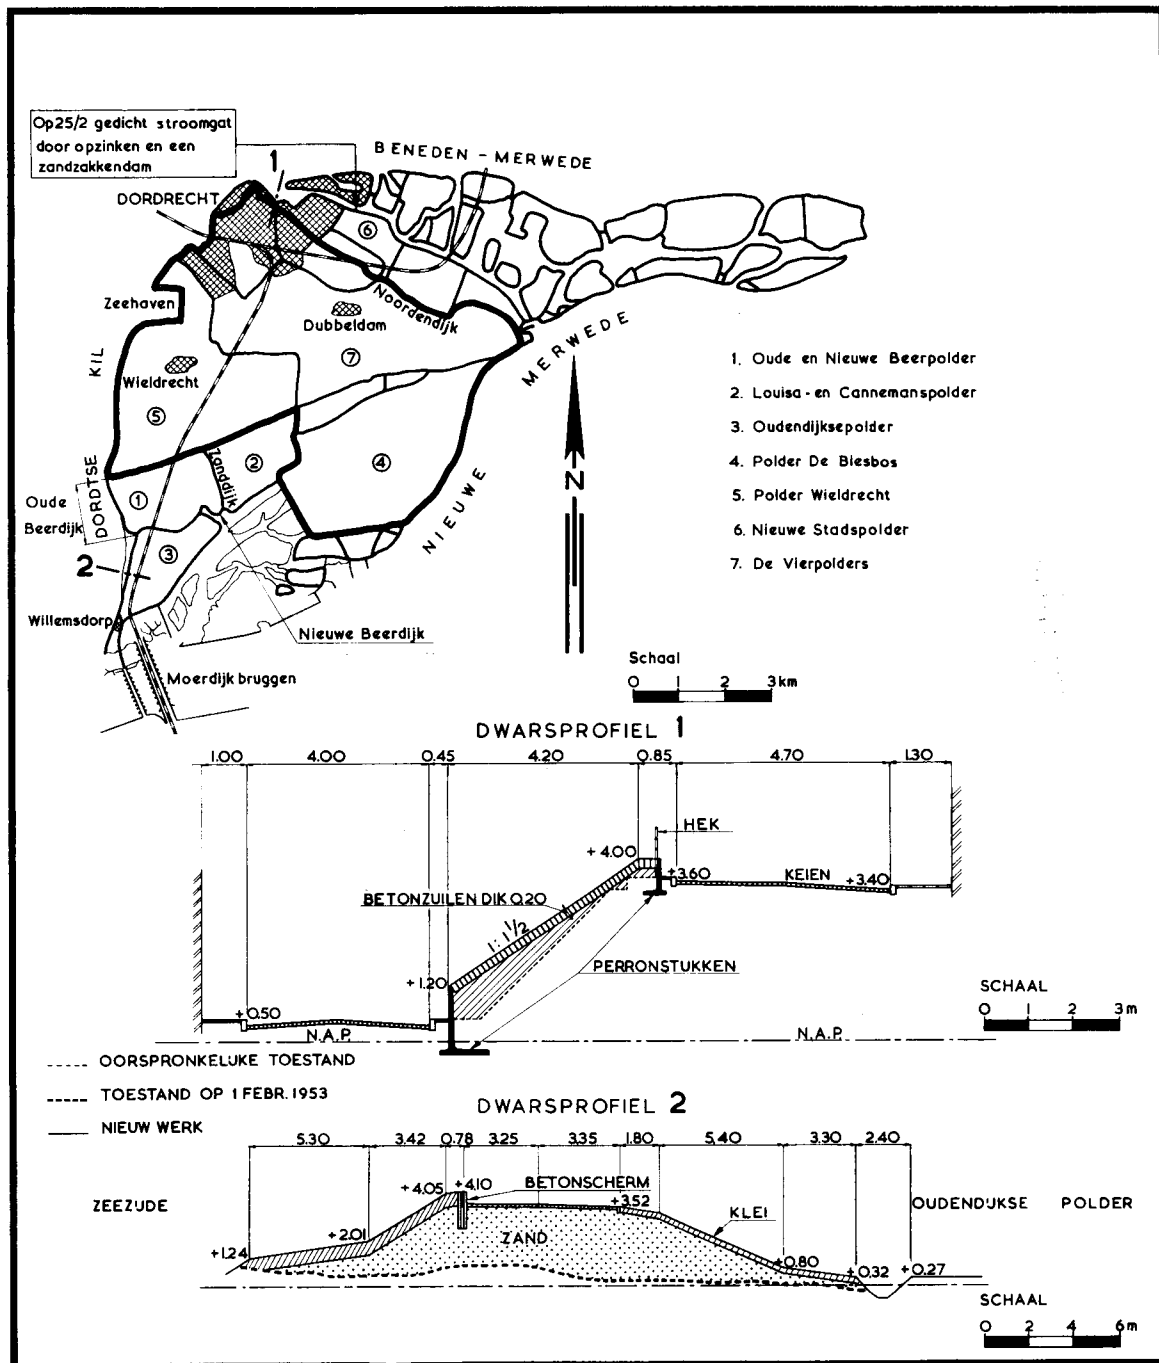 Op 25/2 gedicht stroomgat
door opzinken en een
zandzakkendam
1
BENEDEN - MERWEDE
DORDRECHT
6
Zeehaven
Noordendijk
Dubbeldam
7
MERWEDE
KIL
Wieldrecht
5
1. Oude en Nieuwe Beerpolder
2. Louisa - en Cannemanspolder
3. Oudendijksepolder
4. Polder De Biesbos
5. Polder Wieldrecht
6. Nieuwe Stadspolder
7. De Vierpolders
Zanddijk
2
4
N
DORDTSE
1
NIEUWE
Oude
Beerdijk
3
2
Willemsdorp
Nieuwe Beerdijk
Moerdijkbruggen
Schaal
0 1 2 3 km
DWARSPROFIEL 1
1.00 4.00 0.45 4.20 0.85 4.70 1.30
HEK
+ 4.00
+3.60 KEIEN +3.40
BETONZUILEN DIK 0.20
1: 1 1/2
+ 1.20
PERRONSTUKKEN
+0.50
N.A.P. N.A.P.
SCHAAL
0 1 2 3 m
OORSPRONKELIJKE TOESTAND
TOESTAND OP 1 FEBR. 1953
NIEUW WERK
DWARSPROFIEL 2
5.30 3.42 0.78 3.25 3.35 1.80 5.40 3.30 2.40
+4.05 +4.10 BETONSCHERM
+3.52
ZEEZIJDE KLEI OUDENDIJKSE POLDER
+2.01 ZAND
+1.24 +0.80 +0.32 +0.27
SCHAAL
0 2 4 6 m